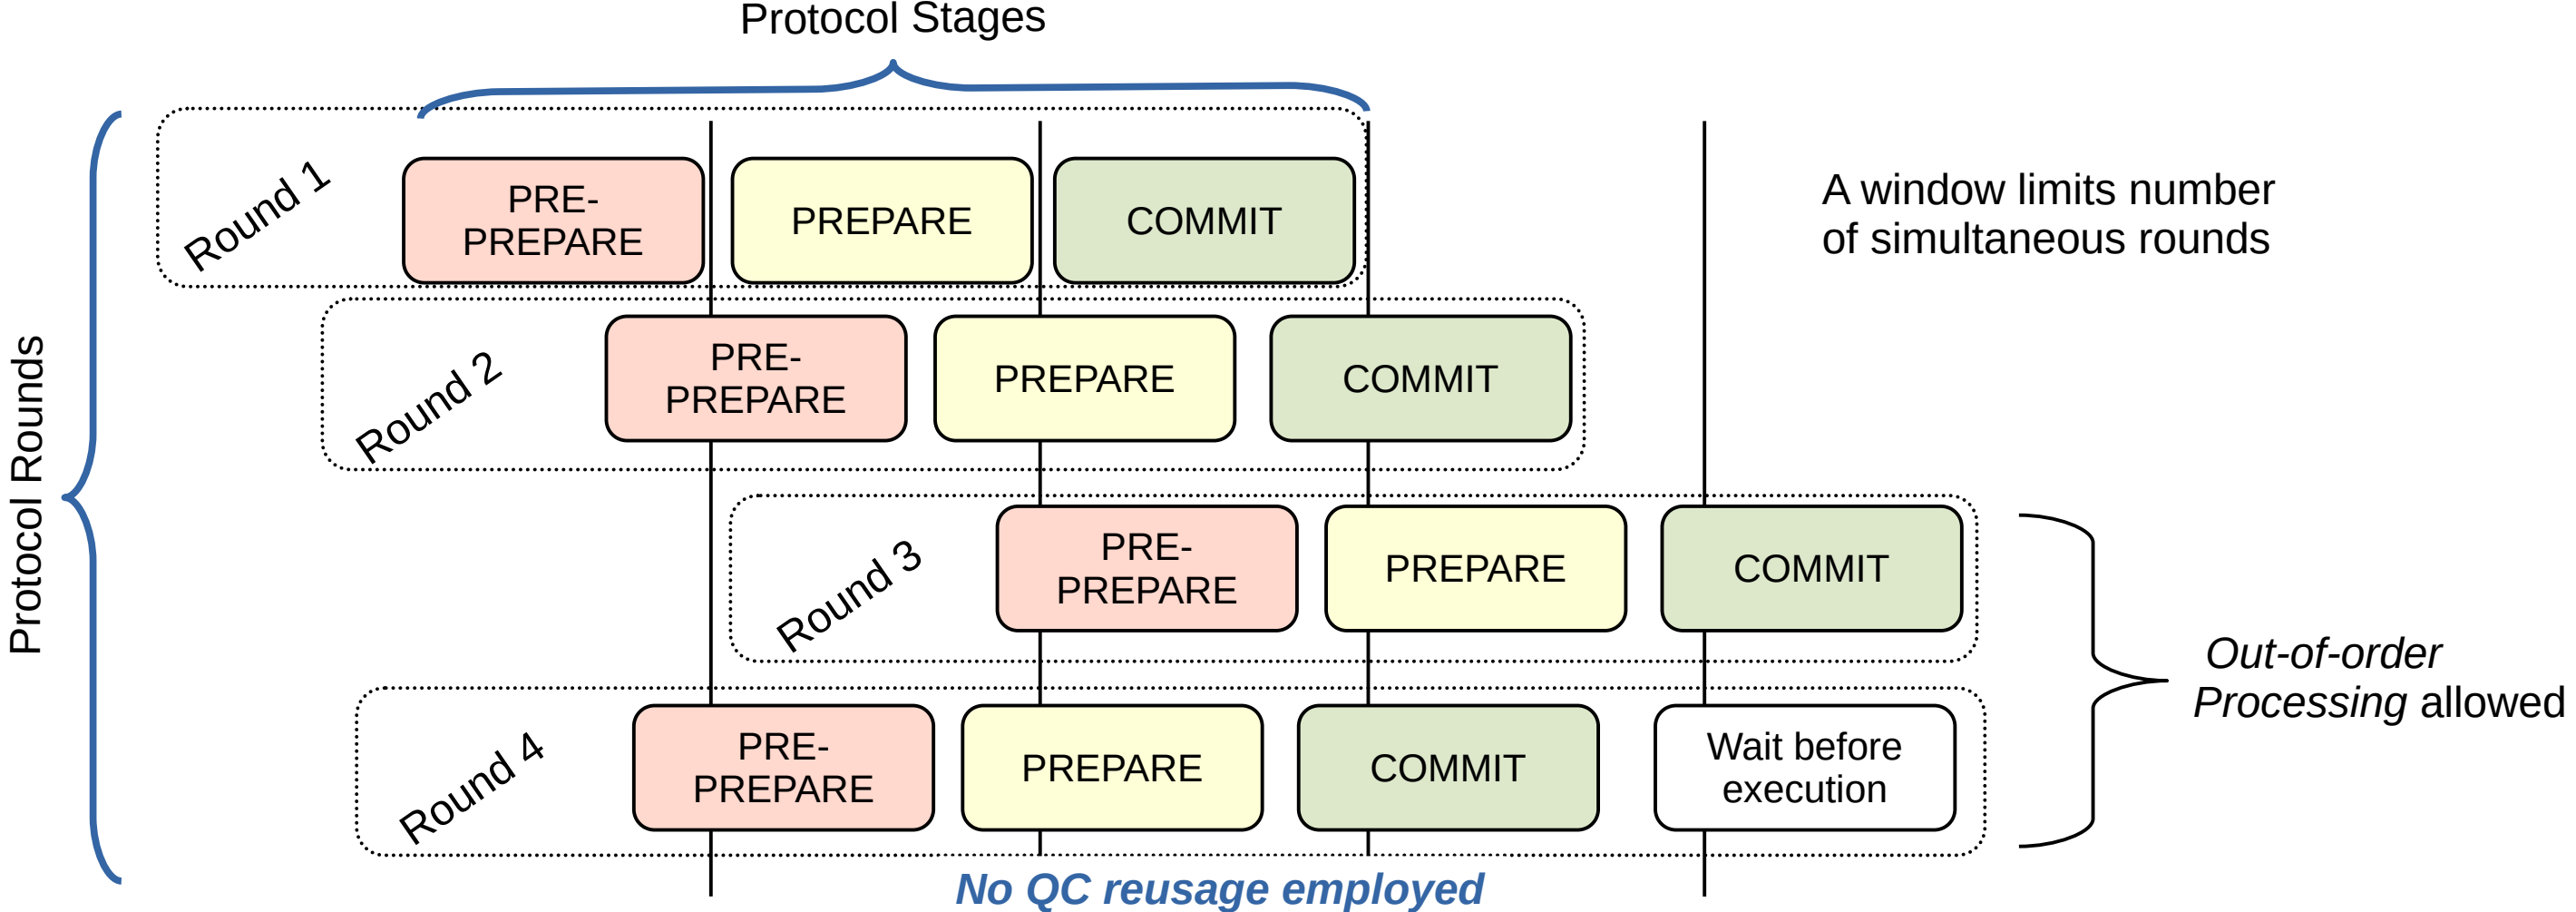 Protocol Stages
Protocol Rounds
Round 1
PRE-
PREPARE
PREPARE
COMMIT
A window limits number
of simultaneous rounds
Round 2
PRE-
PREPARE
PREPARE
COMMIT
Round 3
PRE-
PREPARE
PREPARE
COMMIT
Round 4
PRE-
PREPARE
PREPARE
COMMIT
Wait before
execution
Out-of-order
Processing allowed
No QC reusage employed